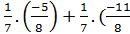 1/7 . (-5/8) + 1/7 . (-11/8